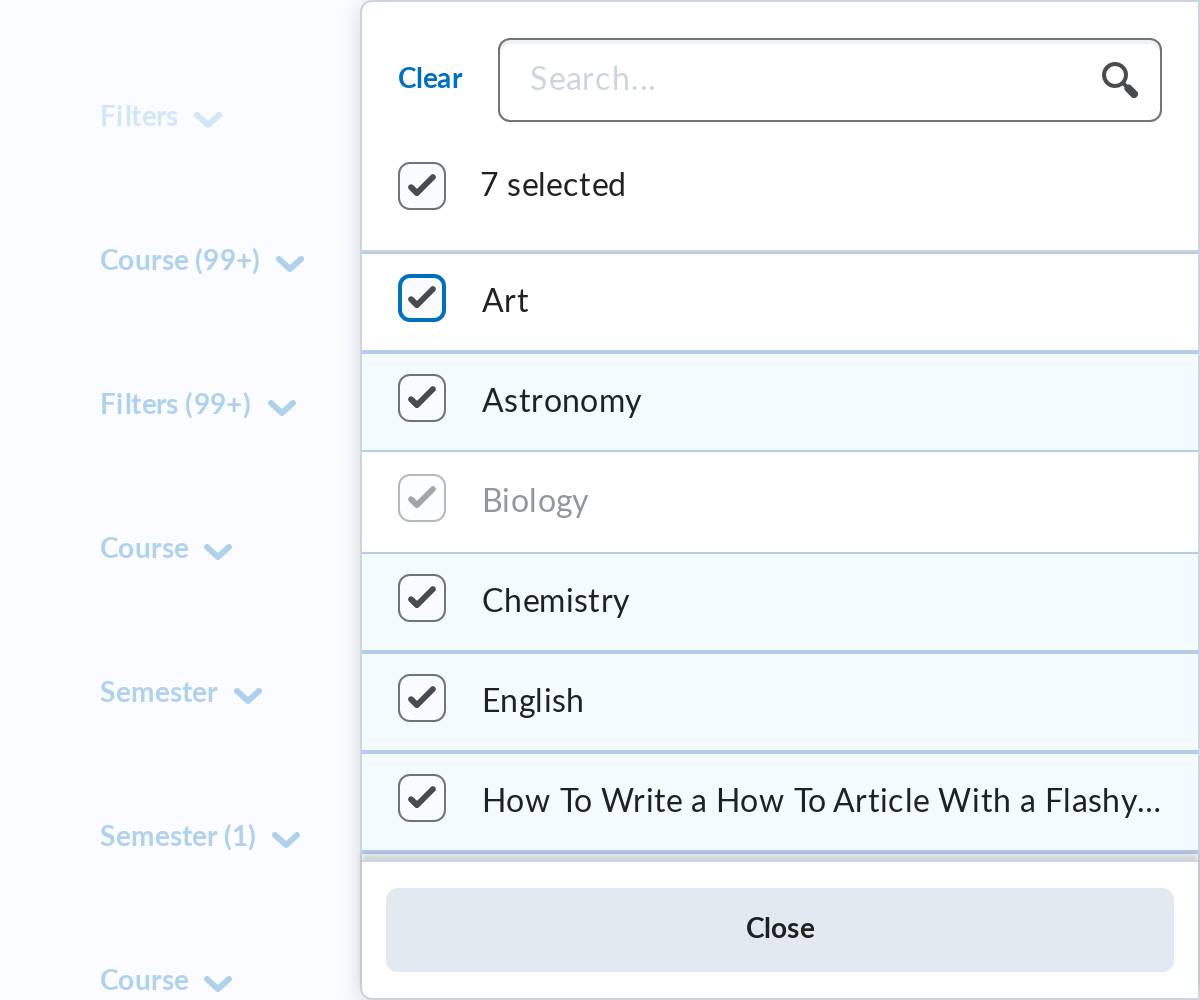 Filters
Course (99+)
Filters (99+)
Course
Semester
Semester (1)
Course
Clear
Search...
7 selected
Art
Astronomy
Biology
Chemistry
English
How To Write a How To Article With a Flashy...
Close